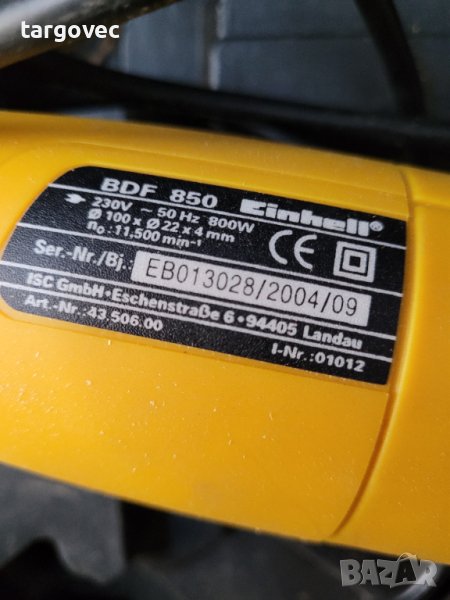 targovec
BDF 850 Einhell®
230V ~ 50 Hz 800W
Ø 100 x Ø 22 x 4 mm
n₀:11,500 min⁻¹
CE
Ser.-Nr./Bj.: EB013028/2004/09
ISC GmbH·Eschenstraße 6·94405 Landau
Art.-Nr.: 43.506.00 I-Nr.:01012
BAZAR